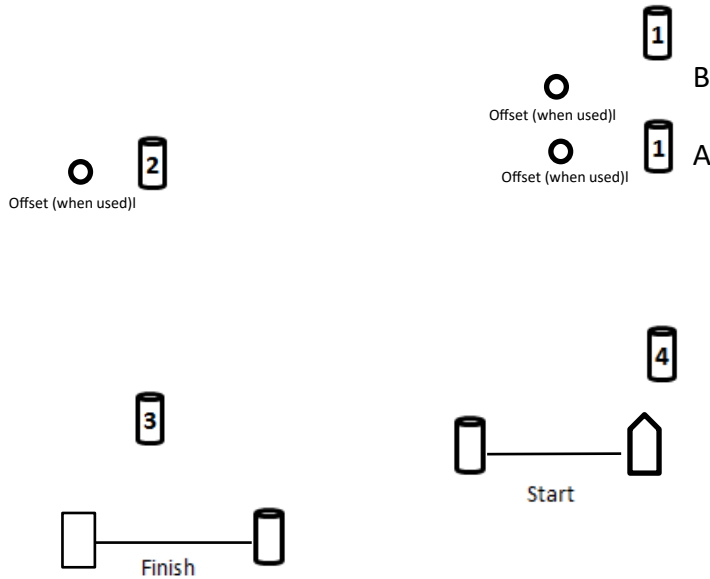 1
B
Offset (when used)l
1
A
2
Offset (when used)l
Offset (when used)l
4
3
Start
Finish